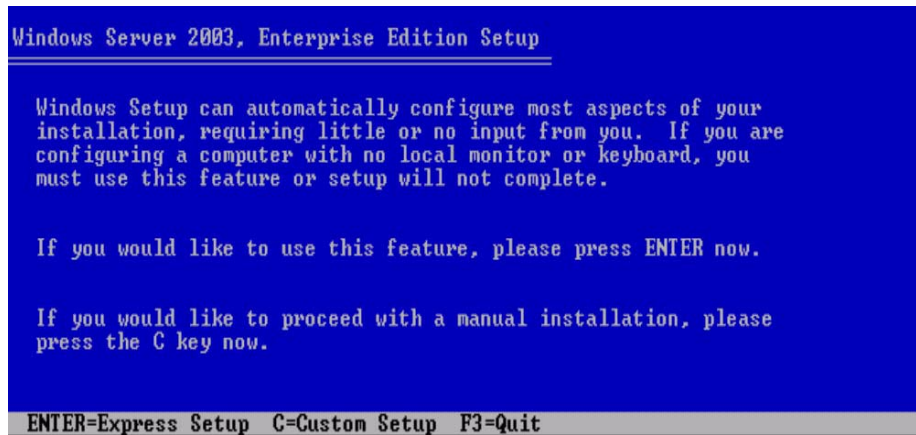 Windows Server 2003, Enterprise Edition Setup
Windows Setup can automatically configure most aspects of your
installation, requiring little or no input from you.  If you are
configuring a computer with no local monitor or keyboard, you
must use this feature or setup will not complete.
If you would like to use this feature, please press ENTER now.
If you would like to proceed with a manual installation, please
press the C key now.
ENTER=Express Setup  C=Custom Setup  F3=Quit